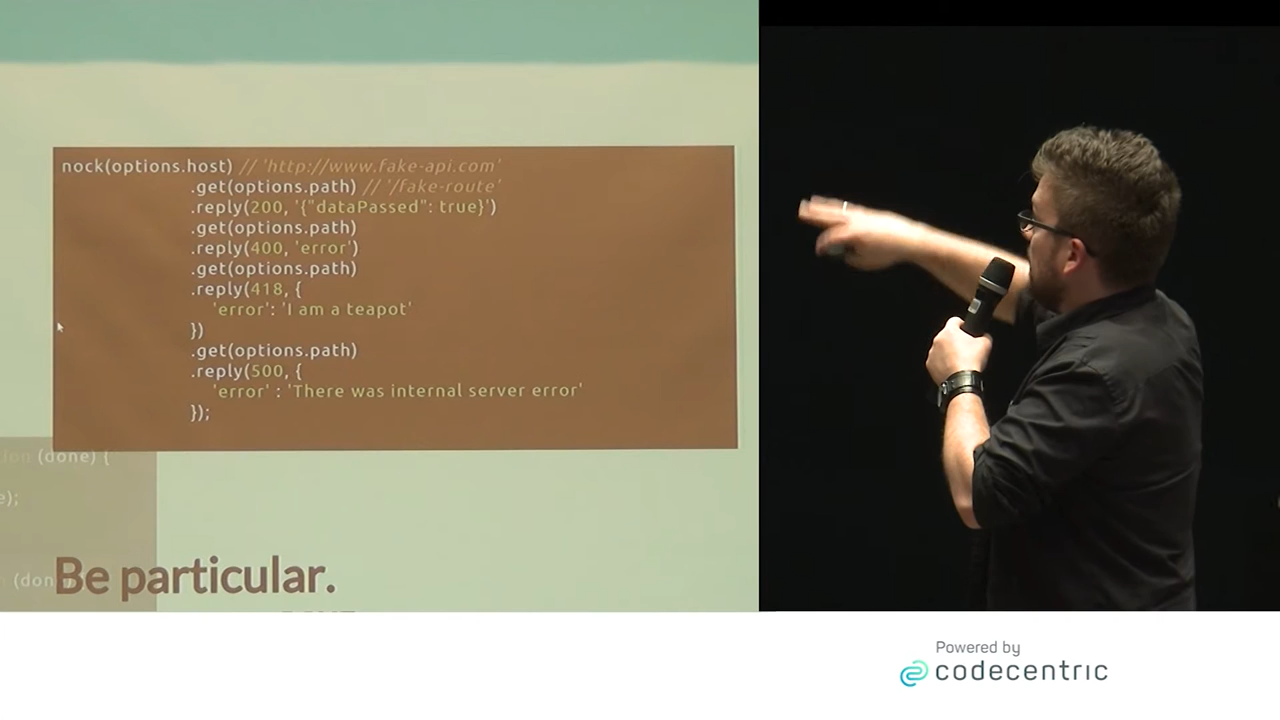 nock(options.host) // 'http://www.fake-api.com'
.get(options.path) // '/fake-route'
.reply(200, '{"dataPassed": true}')
.get(options.path)
.reply(400, 'error')
.get(options.path)
.reply(418, {
'error': 'I am a teapot'
})
.get(options.path)
.reply(500, {
'error' : 'There was internal server error'
});
(done) {
e);
(don
Be particular.
Powered by
codecentric